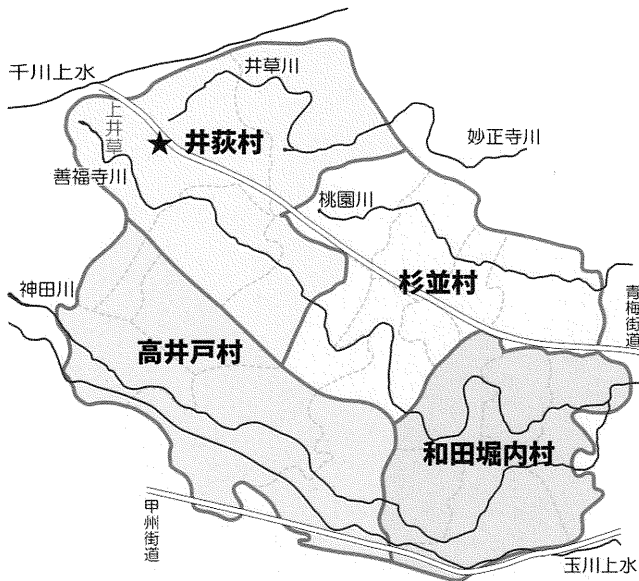 千川上水
井草川
上井草
井荻村
妙正寺川
善福寺川
桃園川
神田川
杉並村
青梅街道
高井戸村
和田堀内村
甲州街道
玉川上水